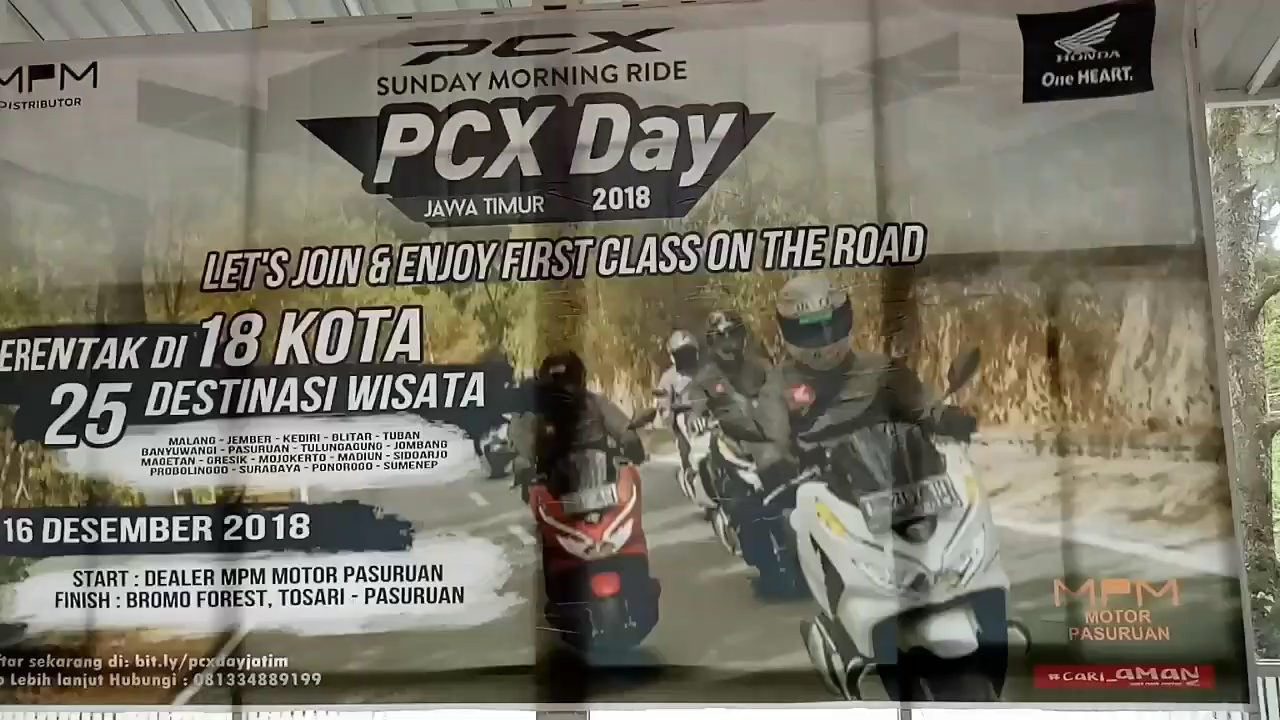 MPM
DISTRIBUTOR
PCX
SUNDAY MORNING RIDE
PCX Day
JAWA TIMUR 2018
HONDA
One HEART.
LET'S JOIN & ENJOY FIRST CLASS ON THE ROAD
ERENTAK DI 18 KOTA
25 DESTINASI WISATA
MALANG - JEMBER - KEDIRI - BLITAR - TUBAN
BANYUWANGI - PASURUAN - TULUNGAGUNG - JOMBANG
MAGETAN - GRESIK - MOJOKERTO - MADIUN - SIDOARJO
PROBOLINGGO - SURABAYA - PONOROGO - SUMENEP
16 DESEMBER 2018
START : DEALER MPM MOTOR PASURUAN
FINISH : BROMO FOREST, TOSARI - PASURUAN
ftar sekarang di: bit.ly/pcxdayjatim
o Lebih lanjut Hubungi : 081334889199
MPM
MOTOR
PASURUAN
#CARI_AMAN